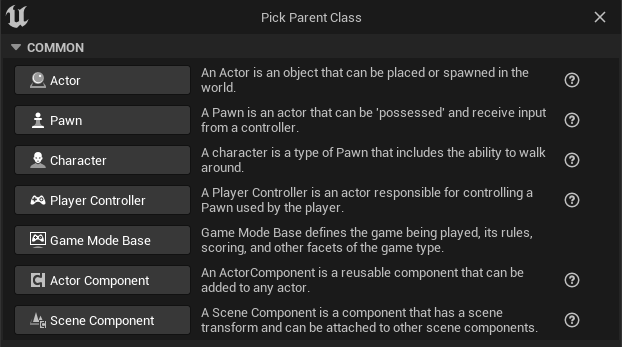 Pick Parent Class
COMMON
Actor
An Actor is an object that can be placed or spawned in the
world.
Pawn
A Pawn is an actor that can be 'possessed' and receive input
from a controller.
Character
A character is a type of Pawn that includes the ability to walk
around.
Player Controller
A Player Controller is an actor responsible for controlling a
Pawn used by the player.
Game Mode Base
Game Mode Base defines the game being played, its rules,
scoring, and other facets of the game type.
Actor Component
An ActorComponent is a reusable component that can be
added to any actor.
Scene Component
A Scene Component is a component that has a scene
transform and can be attached to other scene components.